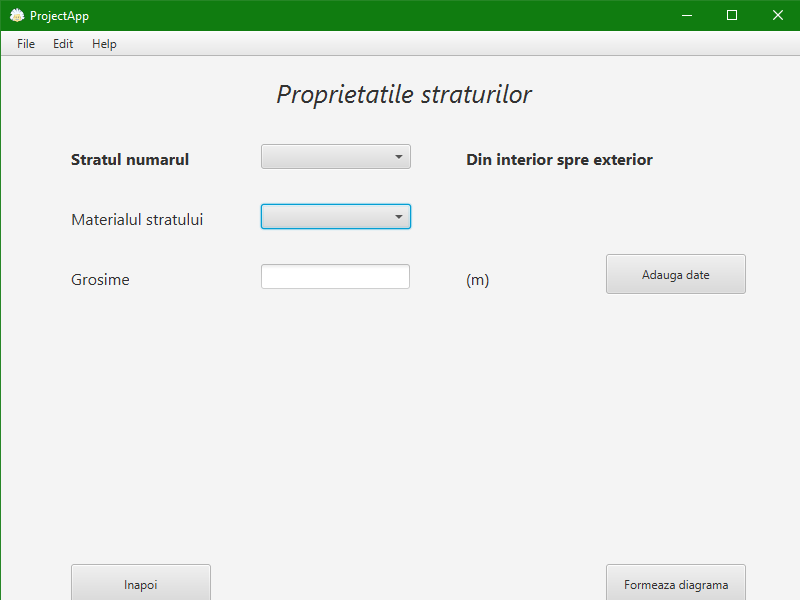 ProjectApp
File Edit Help
Proprietatile straturilor
Stratul numarul Din interior spre exterior
Materialul stratului
Grosime (m) Adauga date
Inapoi Formeaza diagrama